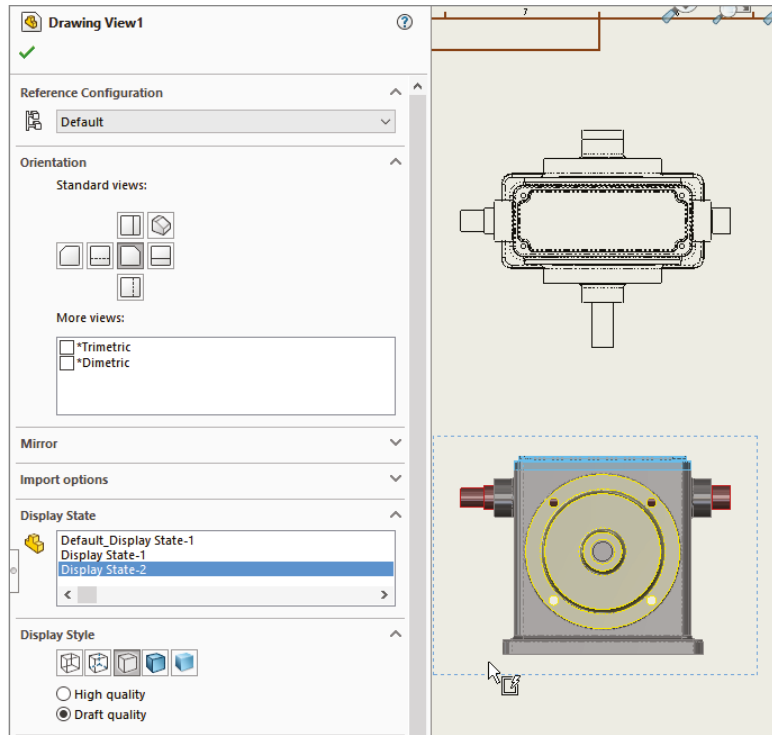 Drawing View1
7
Reference Configuration
Default
Orientation
Standard views:
More views:
*Trimetric
*Dimetric
Mirror
Import options
Display State
Default_Display State-1
Display State-1
Display State-2
Display Style
High quality
Draft quality